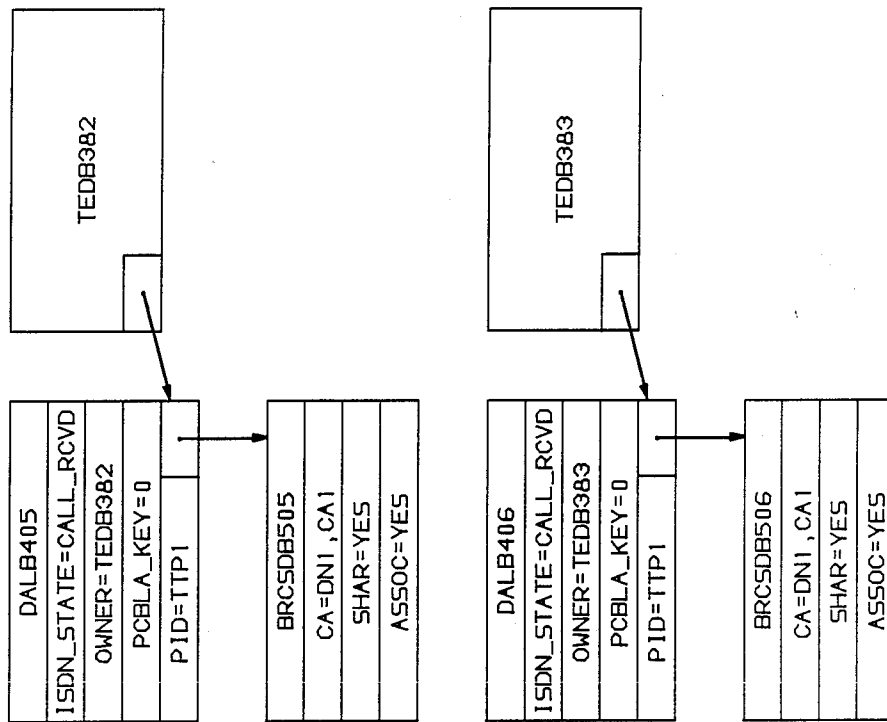 TEDB382
DALB405
ISDN_STATE=CALL_RCVD
OWNER=TEDB382
PCBLA_KEY=0
PID=TTP1
BRCSDB505
CA=DN1,CA1
SHAR=YES
ASSOC=YES
TEDB383
DALB406
ISDN_STATE=CALL_RCVD
OWNER=TEDB383
PCBLA_KEY=0
PID=TTP1
BRCSDB506
CA=DN1,CA1
SHAR=YES
ASSOC=YES